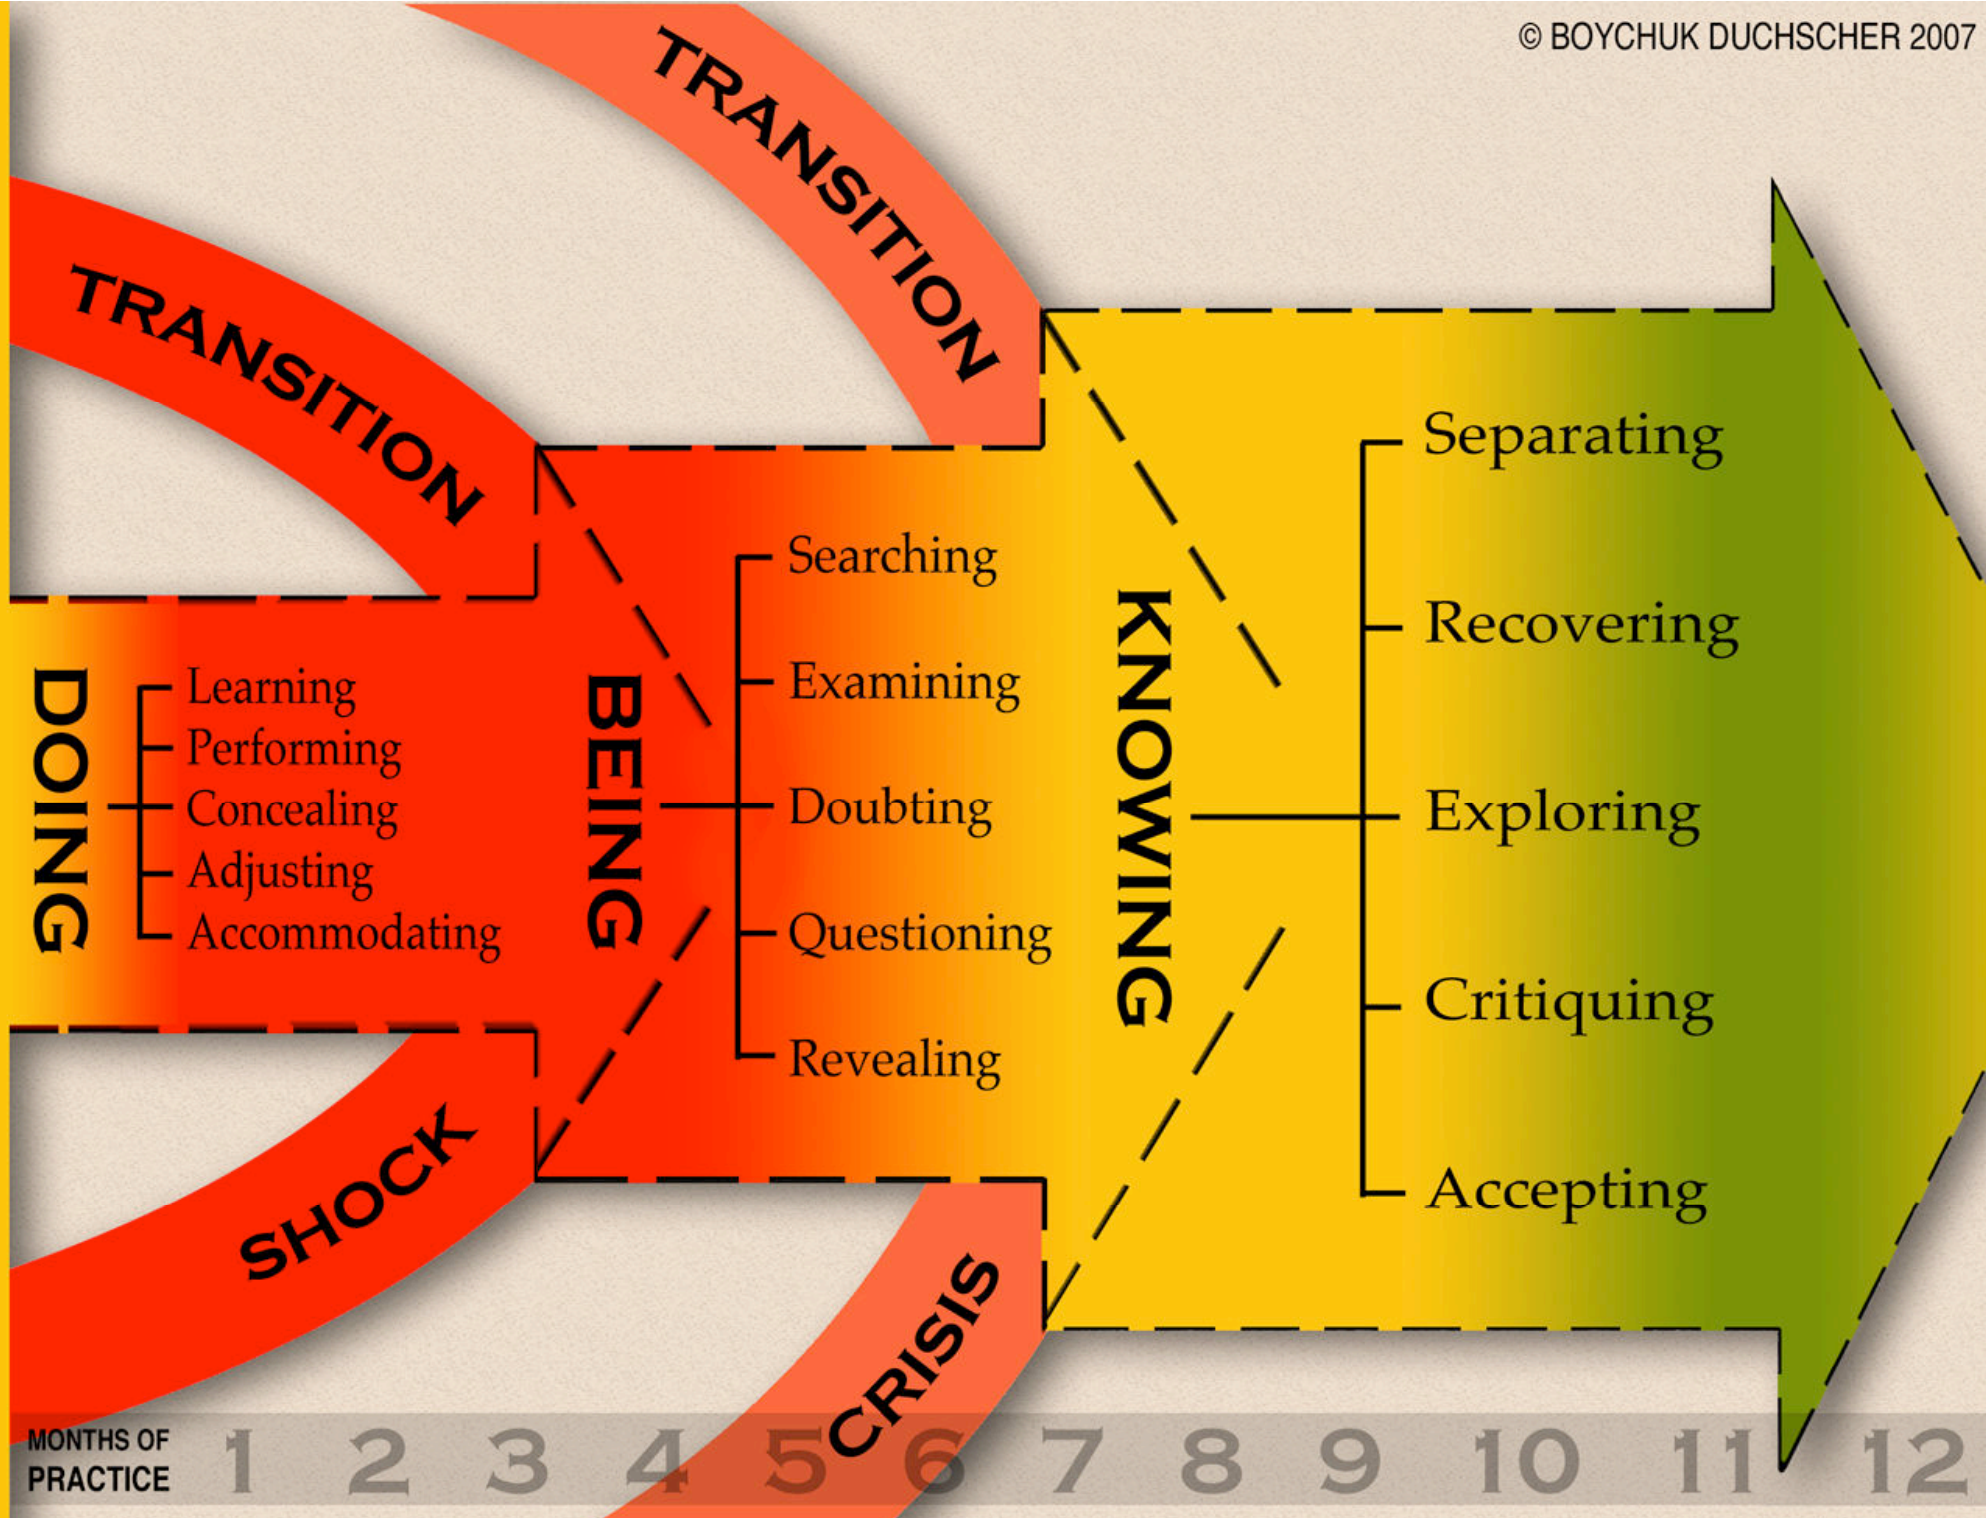 © BOYCHUK DUCHSCHER 2007
TRANSITION
TRANSITION
DOING
Learning
Performing
Concealing
Adjusting
Accommodating
BEING
Searching
Examining
Doubting
Questioning
Revealing
KNOWING
Separating
Recovering
Exploring
Critiquing
Accepting
SHOCK
CRISIS
MONTHS OF
PRACTICE
1 2 3 4 5 6 7 8 9 10 11 12